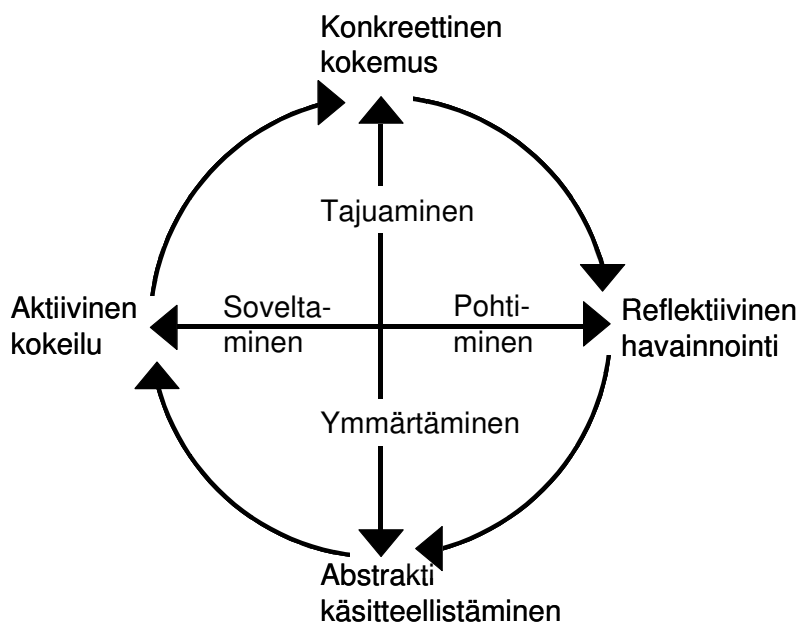 Konkreettinen
kokemus
Tajuaminen
Aktiivinen
kokeilu
Sovelta-
minen
Pohti-
minen
Reflektiivinen
havainnointi
Ymmärtäminen
Abstrakti
käsitteellistäminen